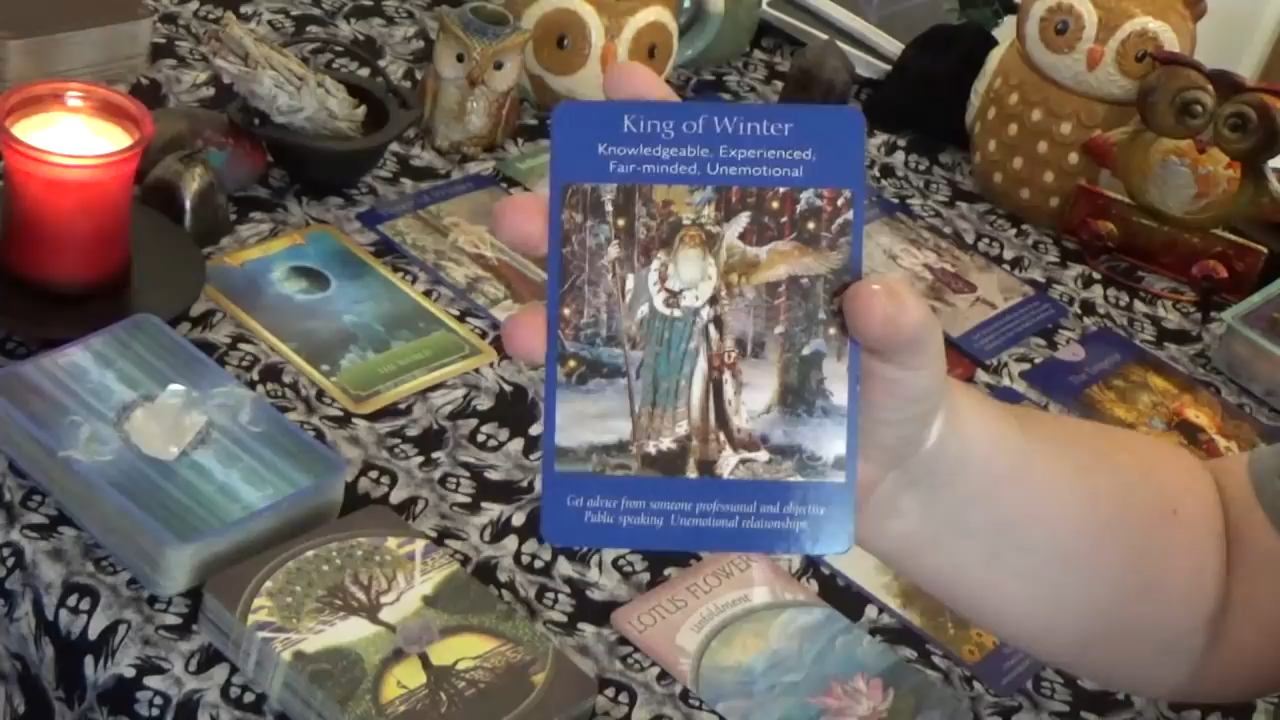 King of Winter
Knowledgeable, Experienced,
Fair-minded, Unemotional
Get advice from someone professional and objective
Public speaking Unemotional relationships
LOTUS FLOWER
Unfoldment